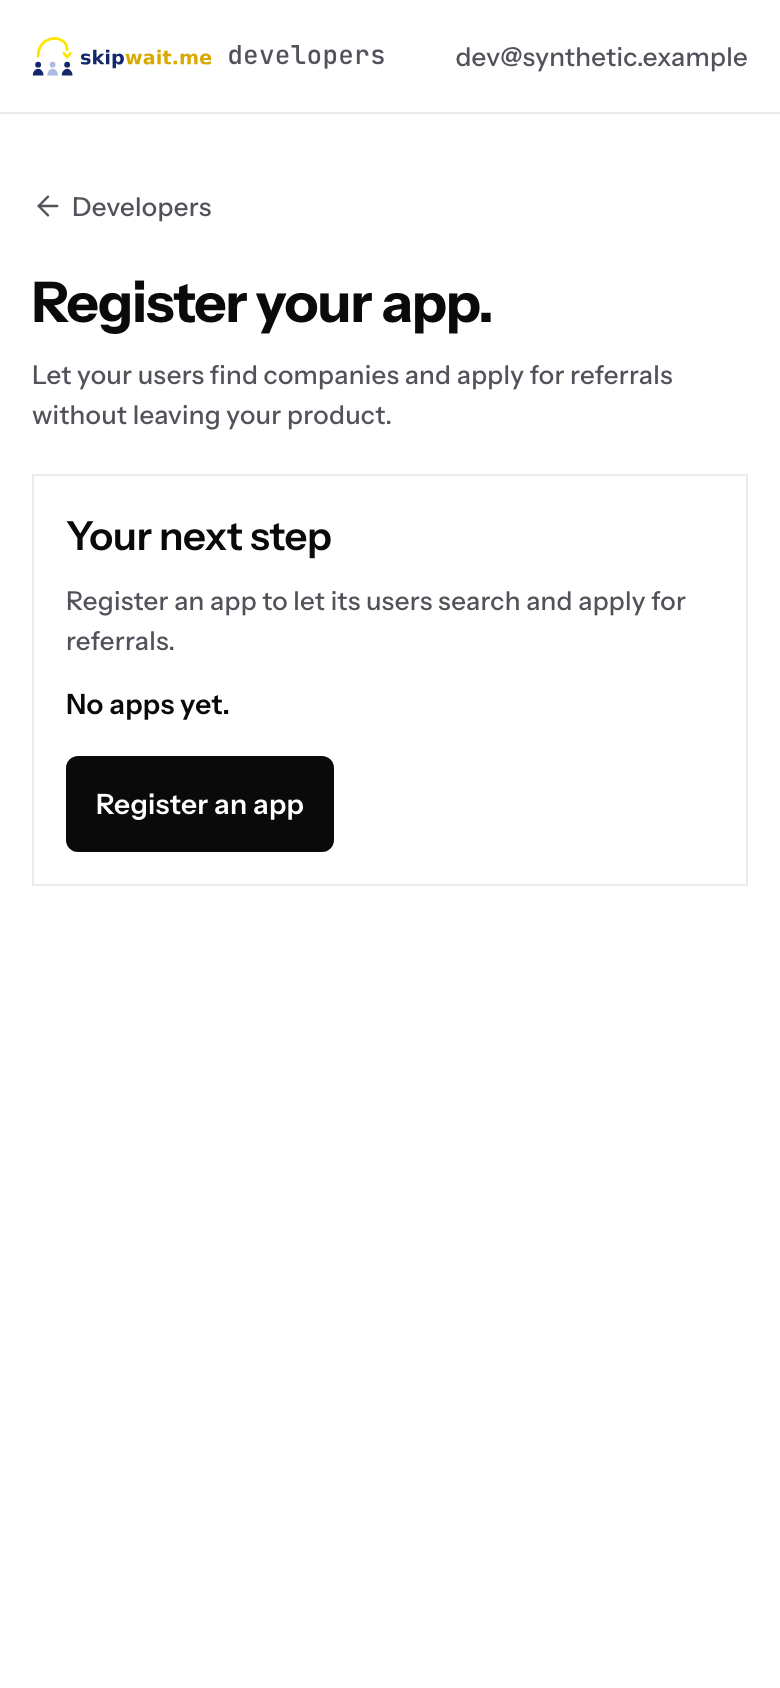 skipwait.me developers dev@synthetic.example
Developers
Register your app.
Let your users find companies and apply for referrals
without leaving your product.
Your next step
Register an app to let its users search and apply for
referrals.
No apps yet.
Register an app